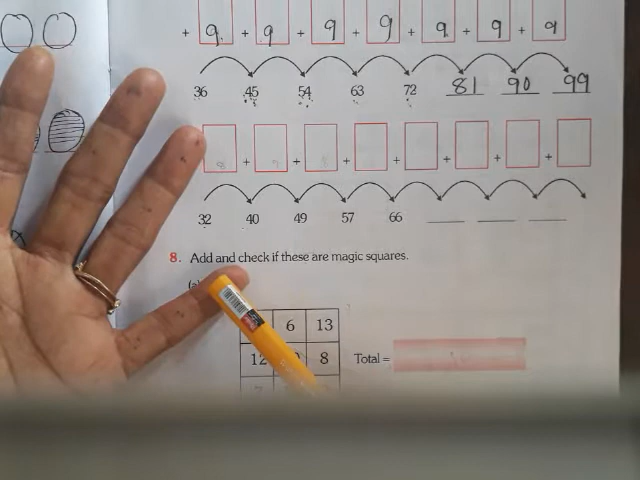 + 9 + 9 + 9 + 9 + 9 + 9 + 9
36 45 54 63 72 81 90 99
8 + + + + + + +
32 40 49 57 66
8. Add and check if these are magic squares.
6 13
12 8 Total =